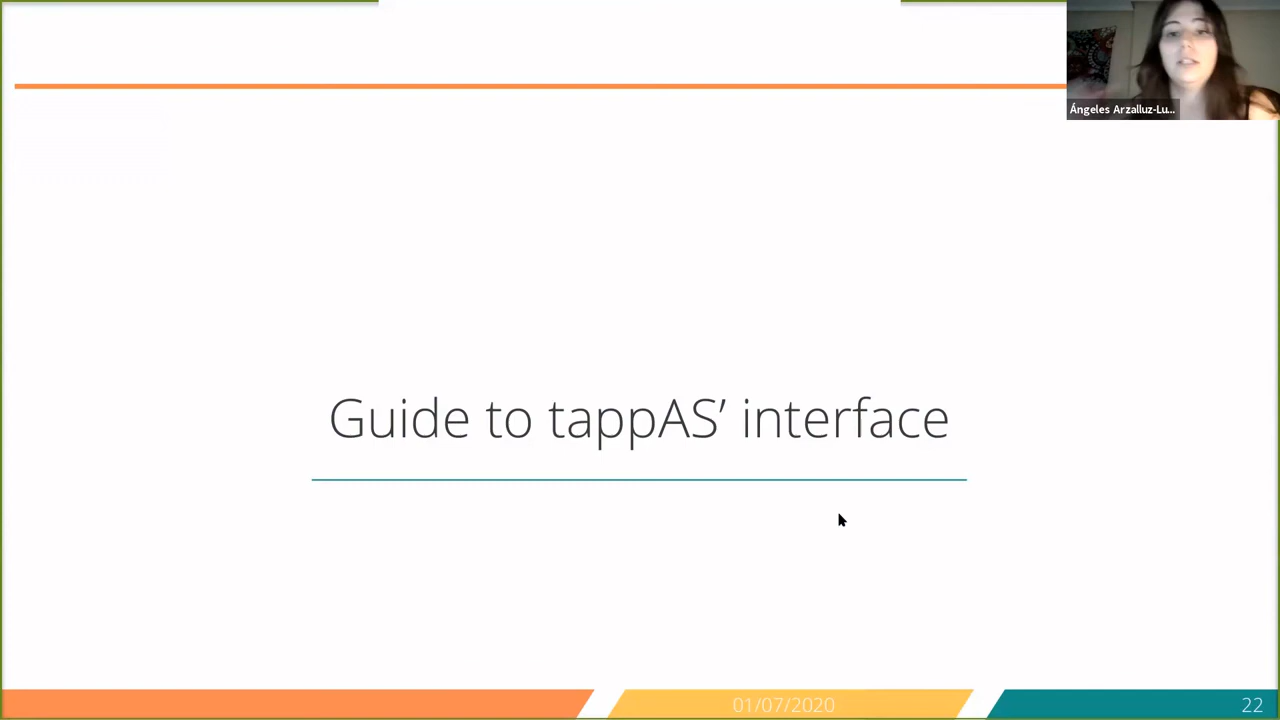 Ángeles Arzalluz-Lu...
Guide to tappAS’ interface
01/07/2020
22